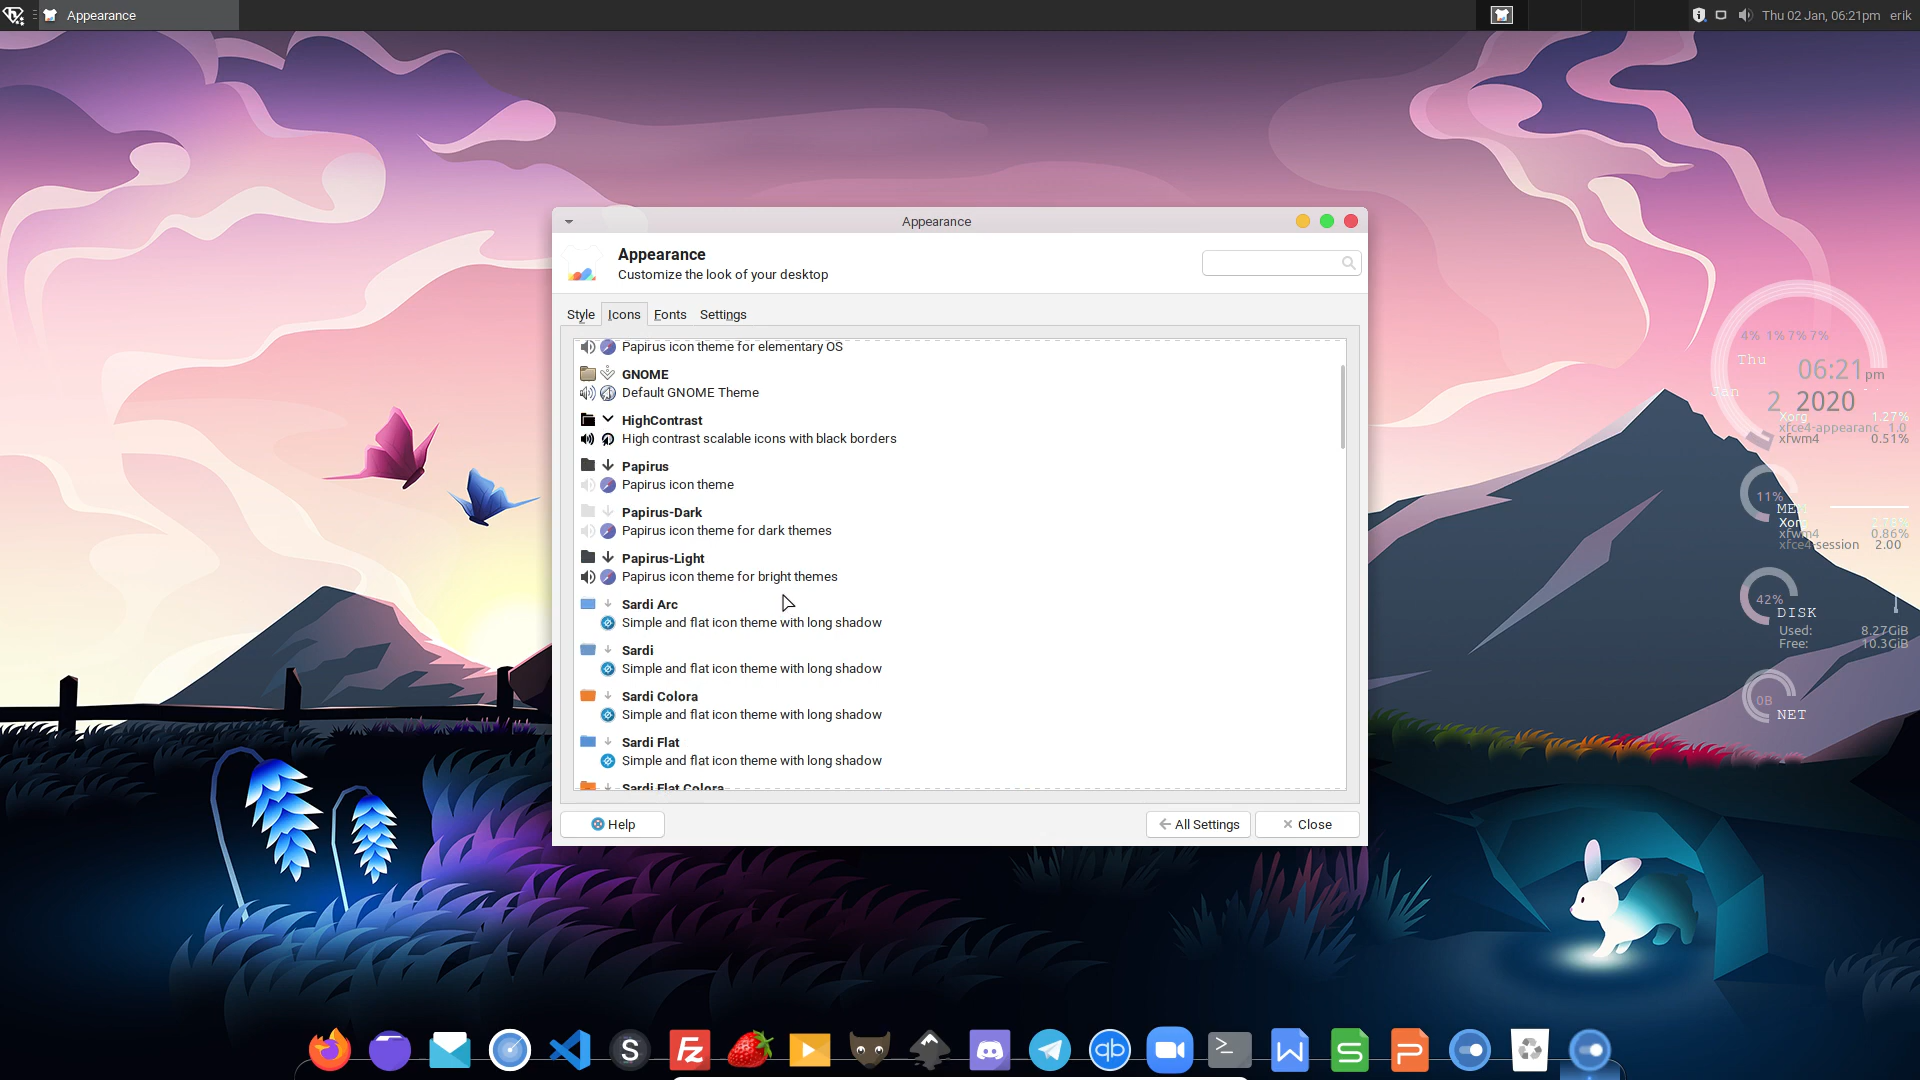 Appearance
Thu 02 Jan, 06:21pm erik
Appearance
Appearance
Customize the look of your desktop
Style Icons Fonts Settings
Papirus icon theme for elementary OS
GNOME
Default GNOME Theme
HighContrast
High contrast scalable icons with black borders
Papirus
Papirus icon theme
Papirus-Dark
Papirus icon theme for dark themes
Papirus-Light
Papirus icon theme for bright themes
Sardi Arc
Simple and flat icon theme with long shadow
Sardi
Simple and flat icon theme with long shadow
Sardi Colora
Simple and flat icon theme with long shadow
Sardi Flat
Simple and flat icon theme with long shadow
Sardi Flat Colora
Help
All Settings
Close
4% 1% 7% 7%
Thu
06:21pm
Jan
2 2020
Xorg 1.27%
xfce4-appearanc 1.0
xfwm4 0.51%
11%
MEM
Xorg
xfwm4 0.86%
xfce4-session 2.00
42%
DISK
Used: 8.27GiB
Free: 10.3GiB
0B
NET
S
Fz
qb
W
S
P